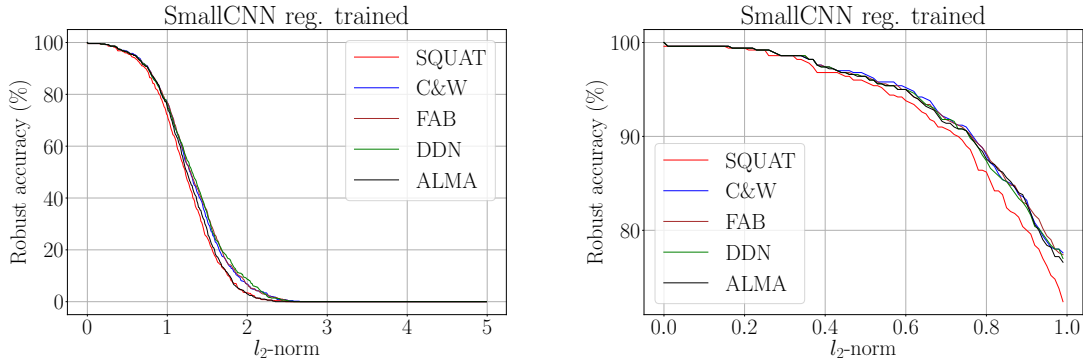 SmallCNN reg. trained
Robust accuracy (%)
100
80
60
40
20
0
SQUAT
C&W
FAB
DDN
ALMA
0
1
2
3
4
5
l₂-norm
SmallCNN reg. trained
Robust accuracy (%)
100
90
80
SQUAT
C&W
FAB
DDN
ALMA
0.0
0.2
0.4
0.6
0.8
1.0
l₂-norm